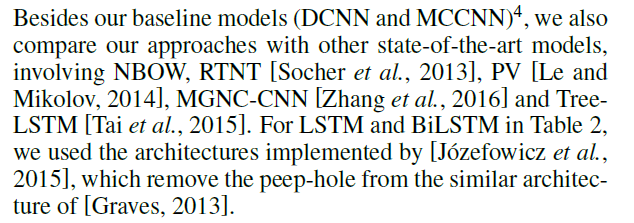 Besides our baseline models (DCNN and MCCNN)⁴, we also
compare our approaches with other state-of-the-art models,
involving NBOW, RTNT [Socher et al., 2013], PV [Le and
Mikolov, 2014], MGNC-CNN [Zhang et al., 2016] and Tree-
LSTM [Tai et al., 2015]. For LSTM and BiLSTM in Table 2,
we used the architectures implemented by [Józefowicz et al.,
2015], which remove the peep-hole from the similar architec-
ture of [Graves, 2013].